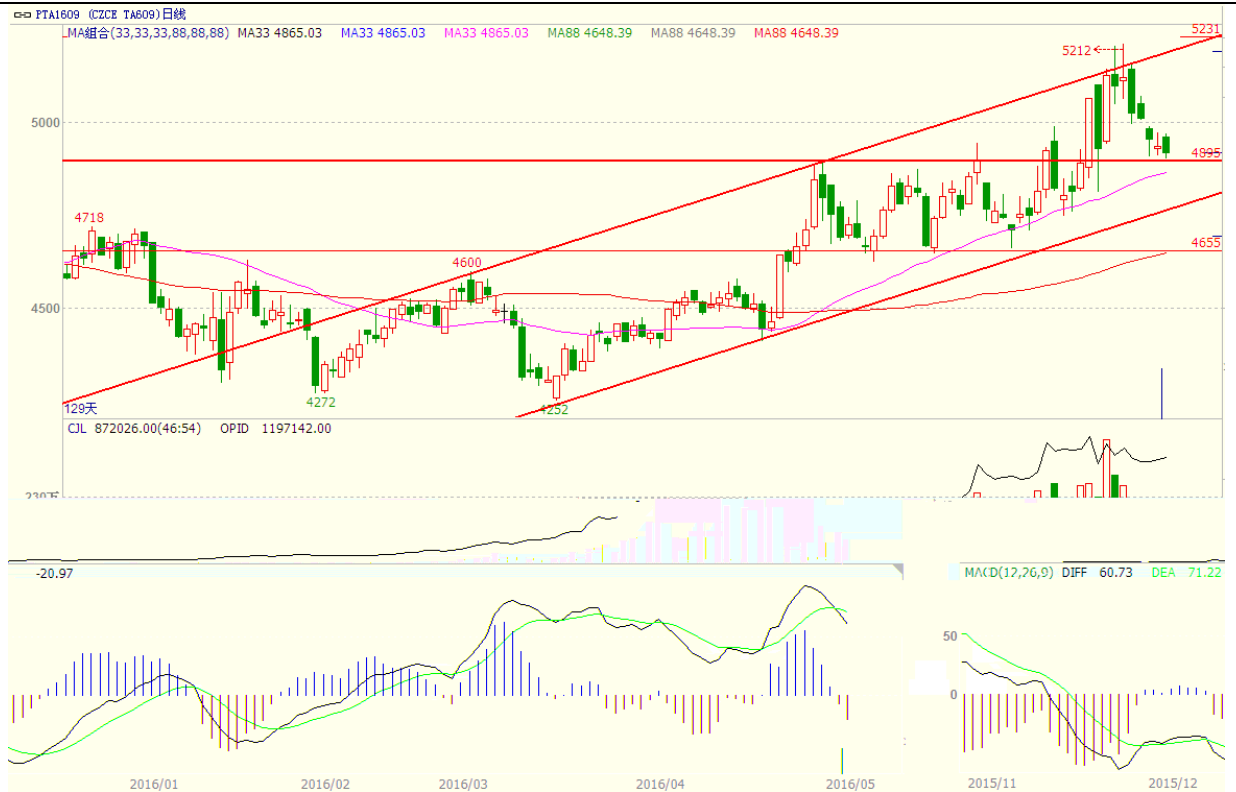 PTA1609 (CZCE TA609)日线
MA组合(33,33,33,88,88,88) MA33 4865.03 MA33 4865.03 MA33 4865.03 MA88 4648.39 MA88 4648.39 MA88 4648.39
5231
5212
5000
4895
4718
4655
4600
4500
4272
4252
129天
CJL 872026.00(46:54) OPID 1197142.00
-20.97
MACD(12,26,9) DIFF 60.73 DEA 71.22
50
0
2016/01 2016/02 2016/03 2016/04 2016/05 2015/11 2015/12